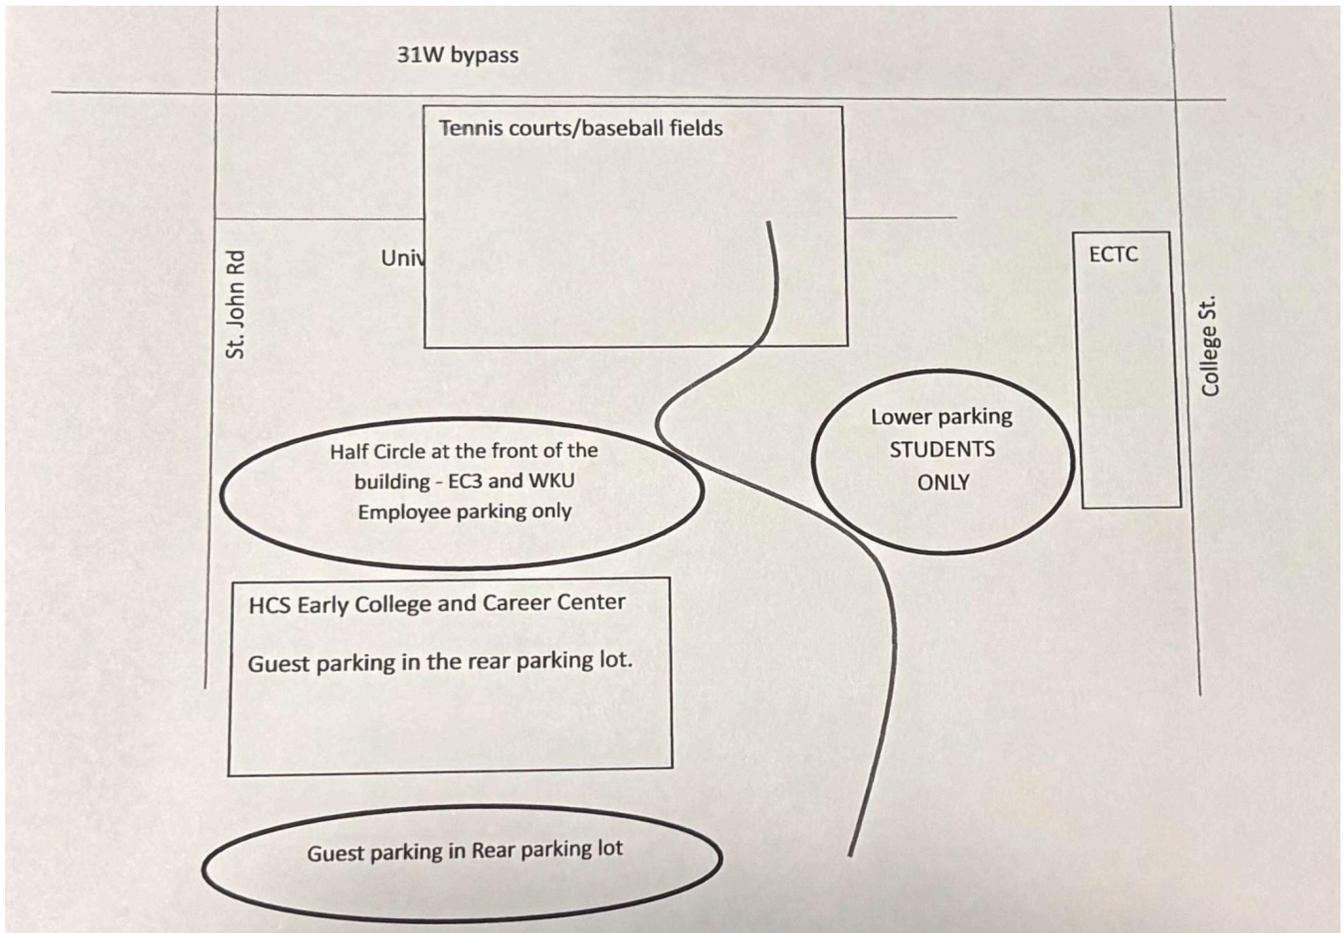 31W bypass
Tennis courts/baseball fields
Univ
St. John Rd
ECTC
College St.
Lower parking
STUDENTS
ONLY
Half Circle at the front of the
building - EC3 and WKU
Employee parking only
HCS Early College and Career Center
Guest parking in the rear parking lot.
Guest parking in Rear parking lot